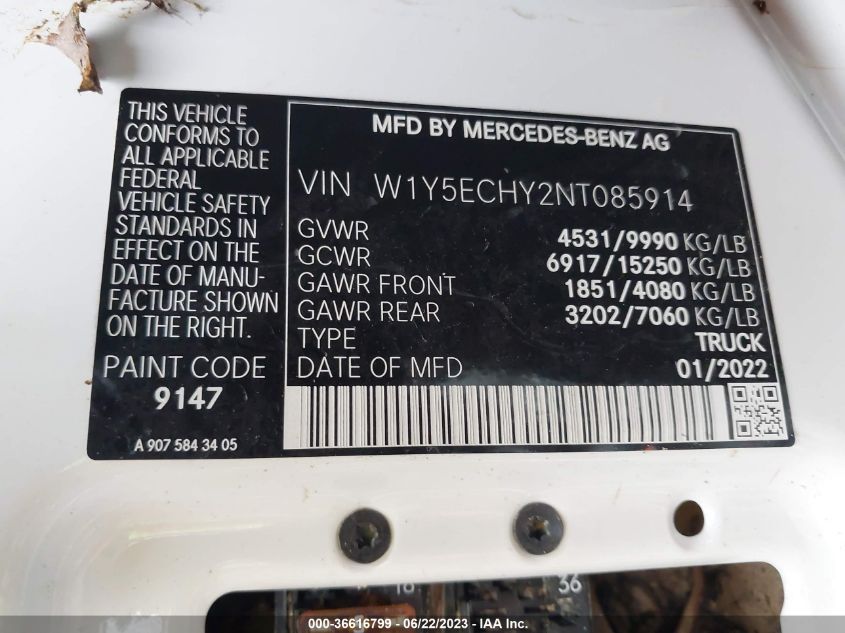 THIS VEHICLE
CONFORMS TO
ALL APPLICABLE
FEDERAL
VEHICLE SAFETY
STANDARDS IN
EFFECT ON THE
DATE OF MANU-
FACTURE SHOWN
ON THE RIGHT.
PAINT CODE
9147
A 907 584 34 05
MFD BY MERCEDES-BENZ AG
VIN W1Y5ECHY2NT085914
GVWR 4531/9990 KG/LB
GCWR 6917/15250 KG/LB
GAWR FRONT 1851/4080 KG/LB
GAWR REAR 3202/7060 KG/LB
TYPE TRUCK
DATE OF MFD 01/2022
18 36
000-36616799 - 06/22/2023 - IAA Inc.